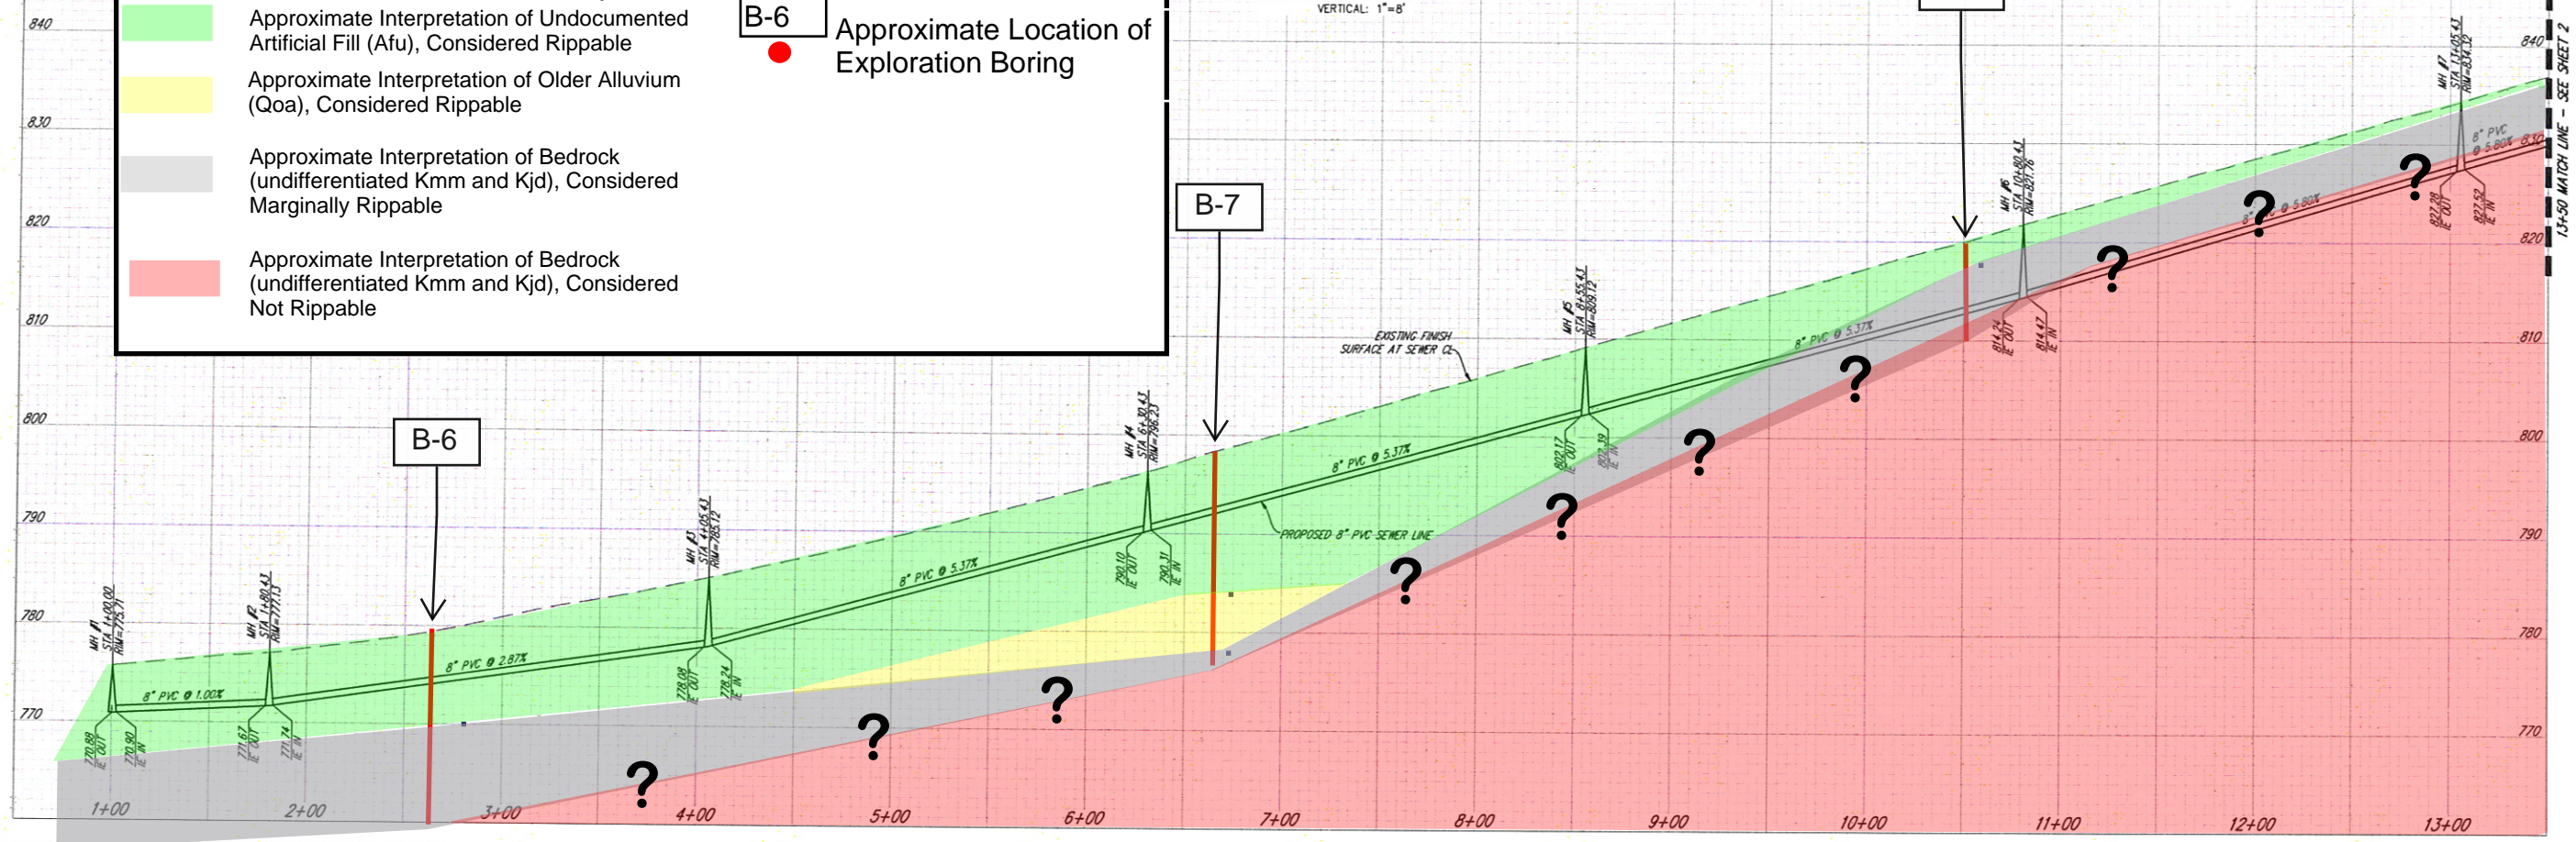 Approximate Interpretation of Undocumented
Artificial Fill (Afu), Considered Rippable
Approximate Interpretation of Older Alluvium
(Qoa), Considered Rippable
Approximate Interpretation of Bedrock
(undifferentiated Kmm and Kjd), Considered
Marginally Rippable
Approximate Interpretation of Bedrock
(undifferentiated Kmm and Kjd), Considered
Not Rippable
B-6
Approximate Location of
Exploration Boring
VERTICAL: 1"=8'
840
830
820
810
800
790
780
770
B-6
B-7
MH #1
STA 1+00.00
RIM=775.71
770.88
IE OUT
770.90
IE IN
8" PVC @ 1.00%
MH #2
STA 1+80.43
RIM=777.13
771.67
IE OUT
771.74
IE IN
8" PVC @ 2.87%
MH #3
STA 4+05.43
RIM=785.12
778.08
IE OUT
778.24
IE IN
8" PVC @ 5.37%
MH #4
STA 6+30.43
RIM=796.23
790.10
IE OUT
790.31
IE IN
8" PVC @ 5.37%
PROPOSED 8" PVC SEWER LINE
EXISTING FINISH
SURFACE AT SEWER CL
MH #5
STA 8+55.43
RIM=809.12
802.17
IE OUT
802.39
IE IN
8" PVC @ 5.37%
MH #6
STA 10+80.43
RIM=821.76
814.24
IE OUT
814.47
IE IN
8" PVC @ 5.80%
MH #7
STA 13+05.43
RIM=834.32
827.28
IE OUT
827.52
IE IN
8" PVC
@ 5.80%
840
830
820
810
800
790
780
770
13+50 MATCH LINE - SEE SHEET 2
? ? ? ? ? ? ? ? ? ? ?
1+00 2+00 3+00 4+00 5+00 6+00 7+00 8+00 9+00 10+00 11+00 12+00 13+00